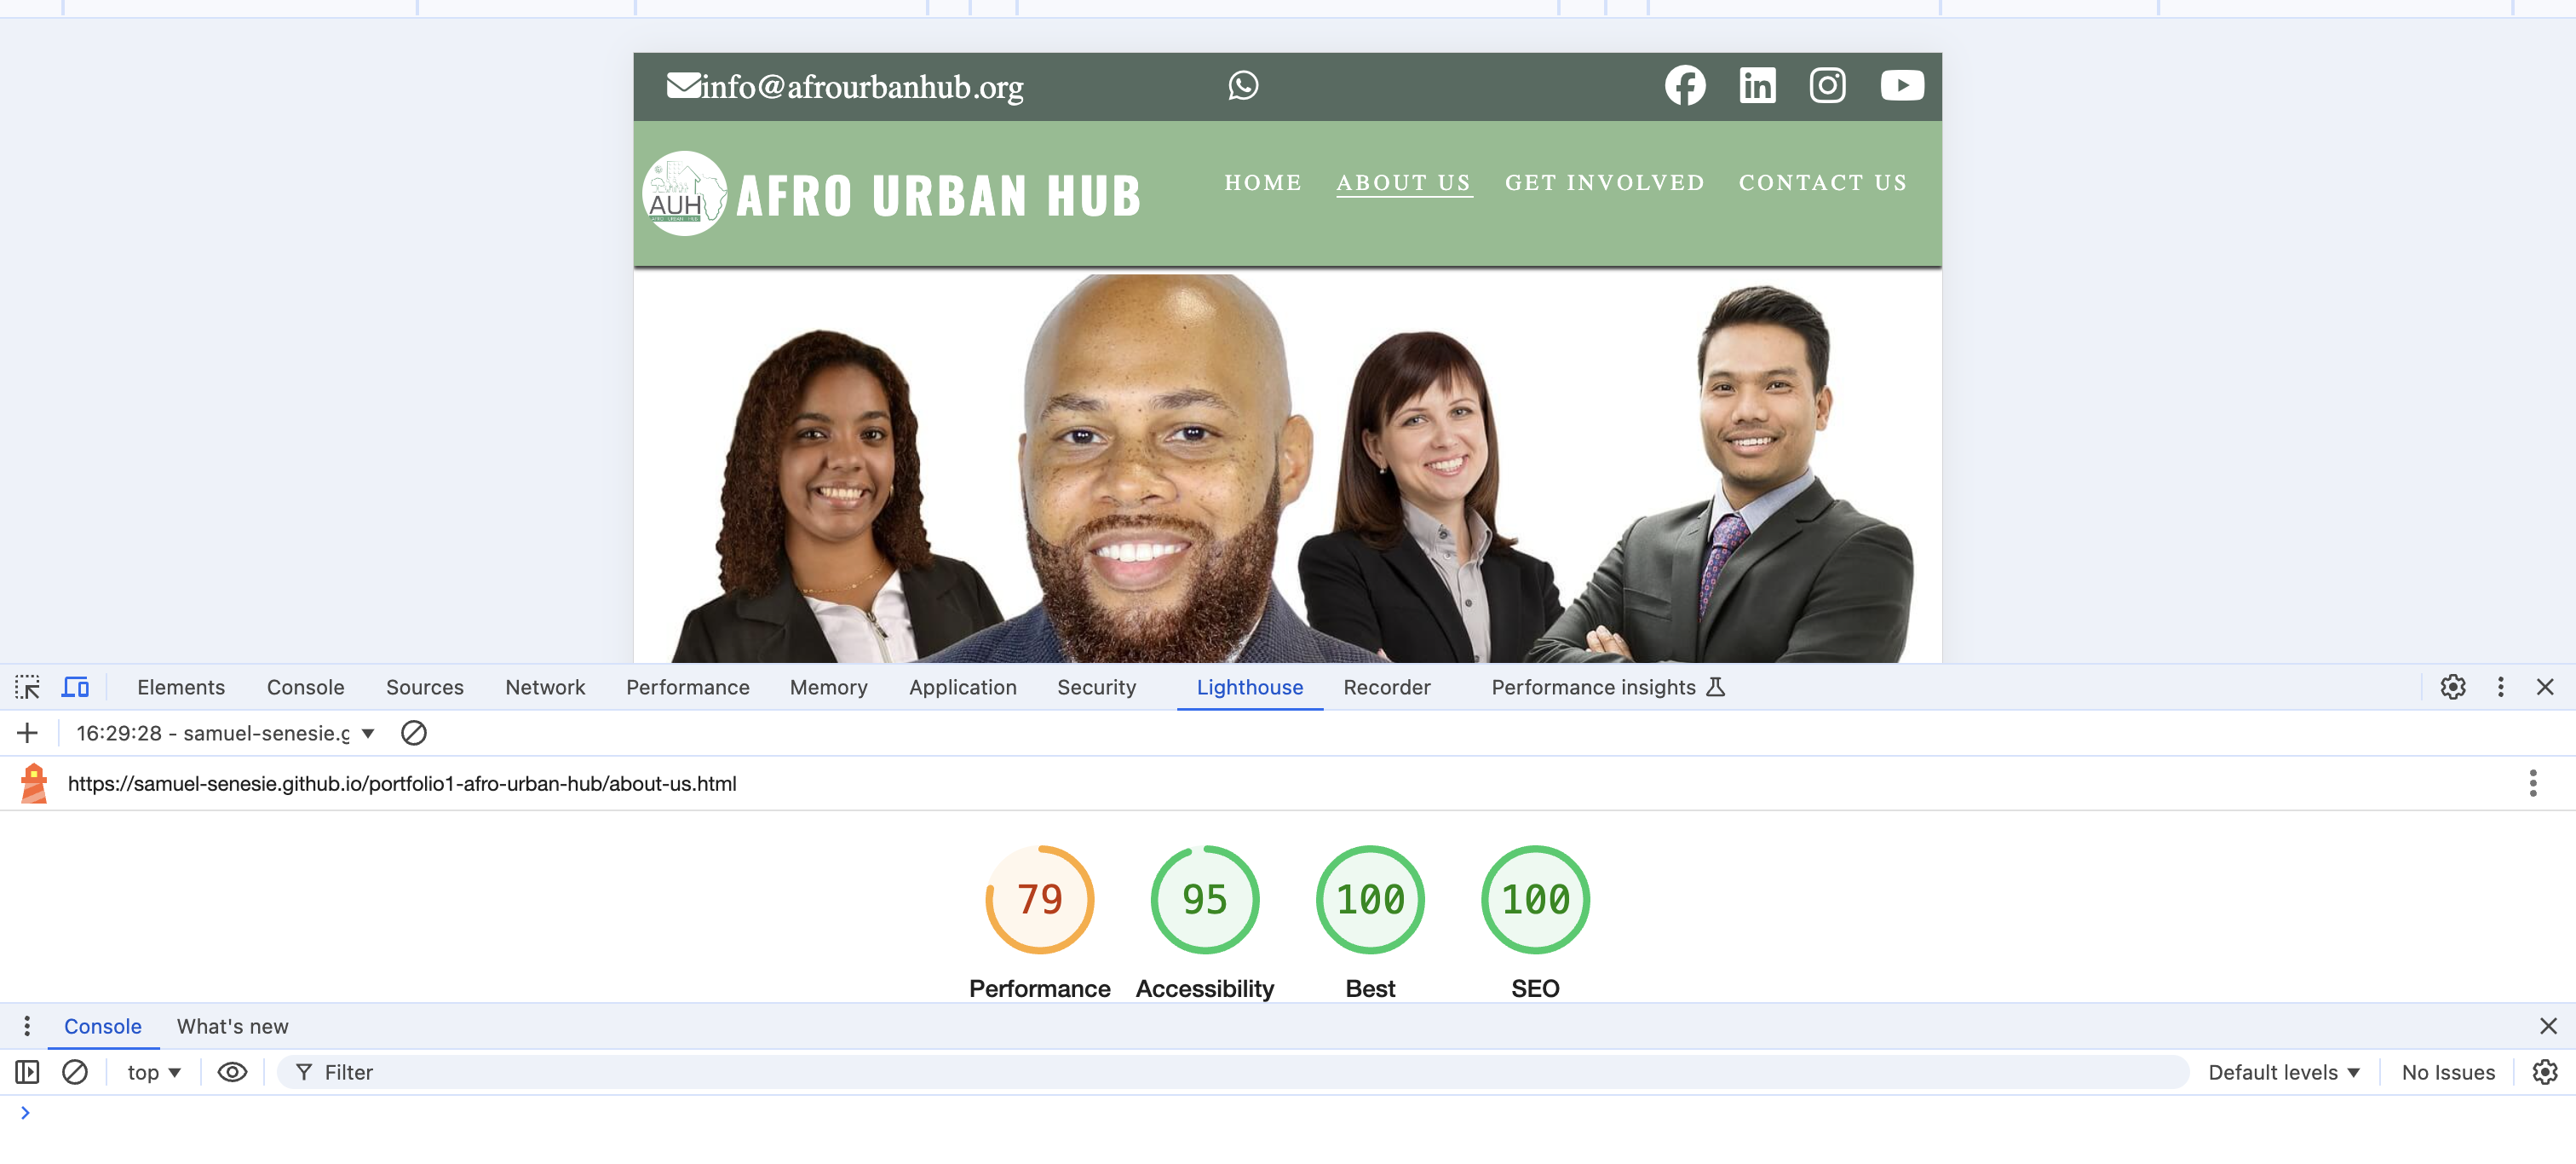 info@afrourbanhub.org
AUH
AFRO URBAN HUB
AFRO URBAN HUB
HOME ABOUT US GET INVOLVED CONTACT US
Elements Console Sources Network Performance Memory Application Security Lighthouse Recorder Performance insights
16:29:28 - samuel-senesie.g
https://samuel-senesie.github.io/portfolio1-afro-urban-hub/about-us.html
79 95 100 100
Performance Accessibility Best SEO
Console What's new
top Filter Default levels No Issues